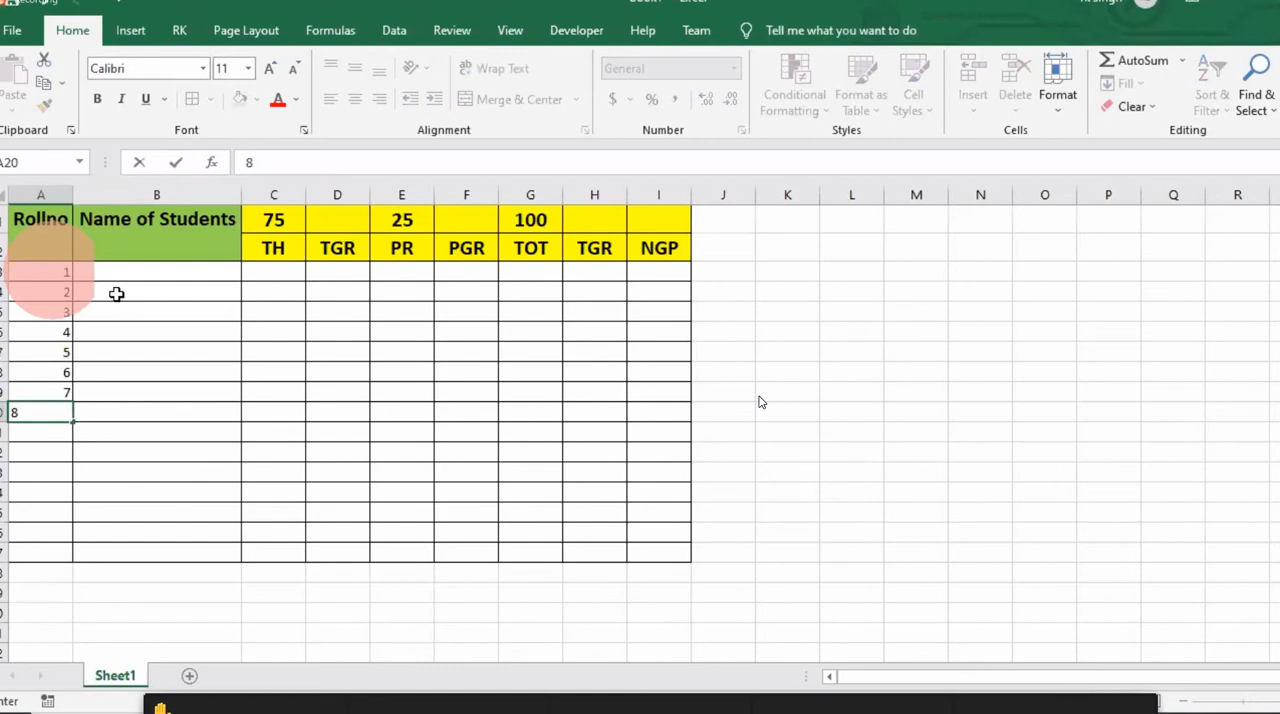 File Home Insert RK Page Layout Formulas Data Review View Developer Help Team Tell me what you want to do
Calibri 11 Wrap Text General AutoSum
Paste B I U Merge & Center $ % , Conditional Formatting Format as Table Cell Styles Insert Delete Format Fill Clear Sort & Filter Find & Select
Clipboard Font Alignment Number Styles Cells Editing
A20 fx 8
A B C D E F G H I J K L M N O P Q R
Rollno Name of Students 75 25 100
TH TGR PR PGR TOT TGR NGP
1
2
3
4
5
6
7
8
Sheet1